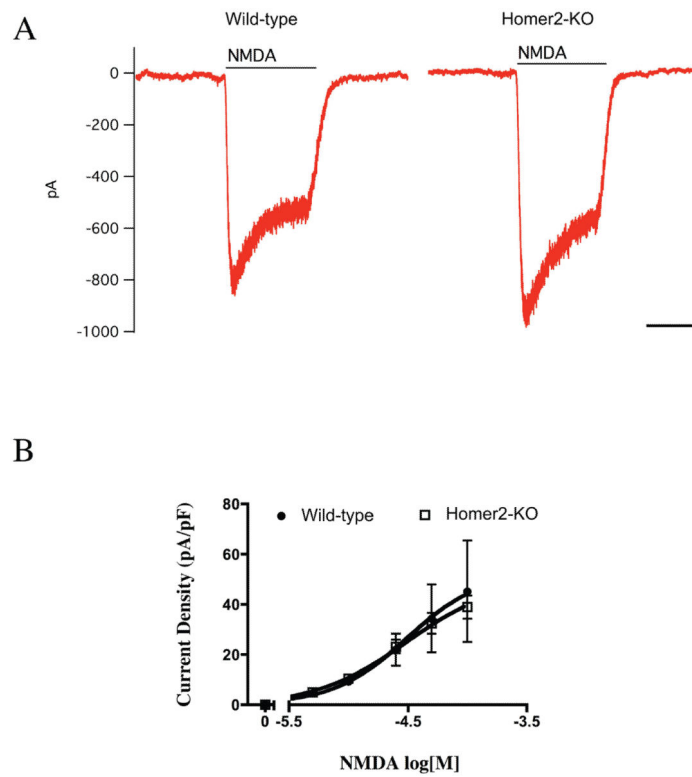 A
Wild-type
Homer2-KO
NMDA
NMDA
0
-200
-400
-600
-800
-1000
pA
B
80
60
40
20
0
Current Density (pA/pF)
Wild-type
Homer2-KO
0
-5.5
-4.5
-3.5
NMDA log[M]